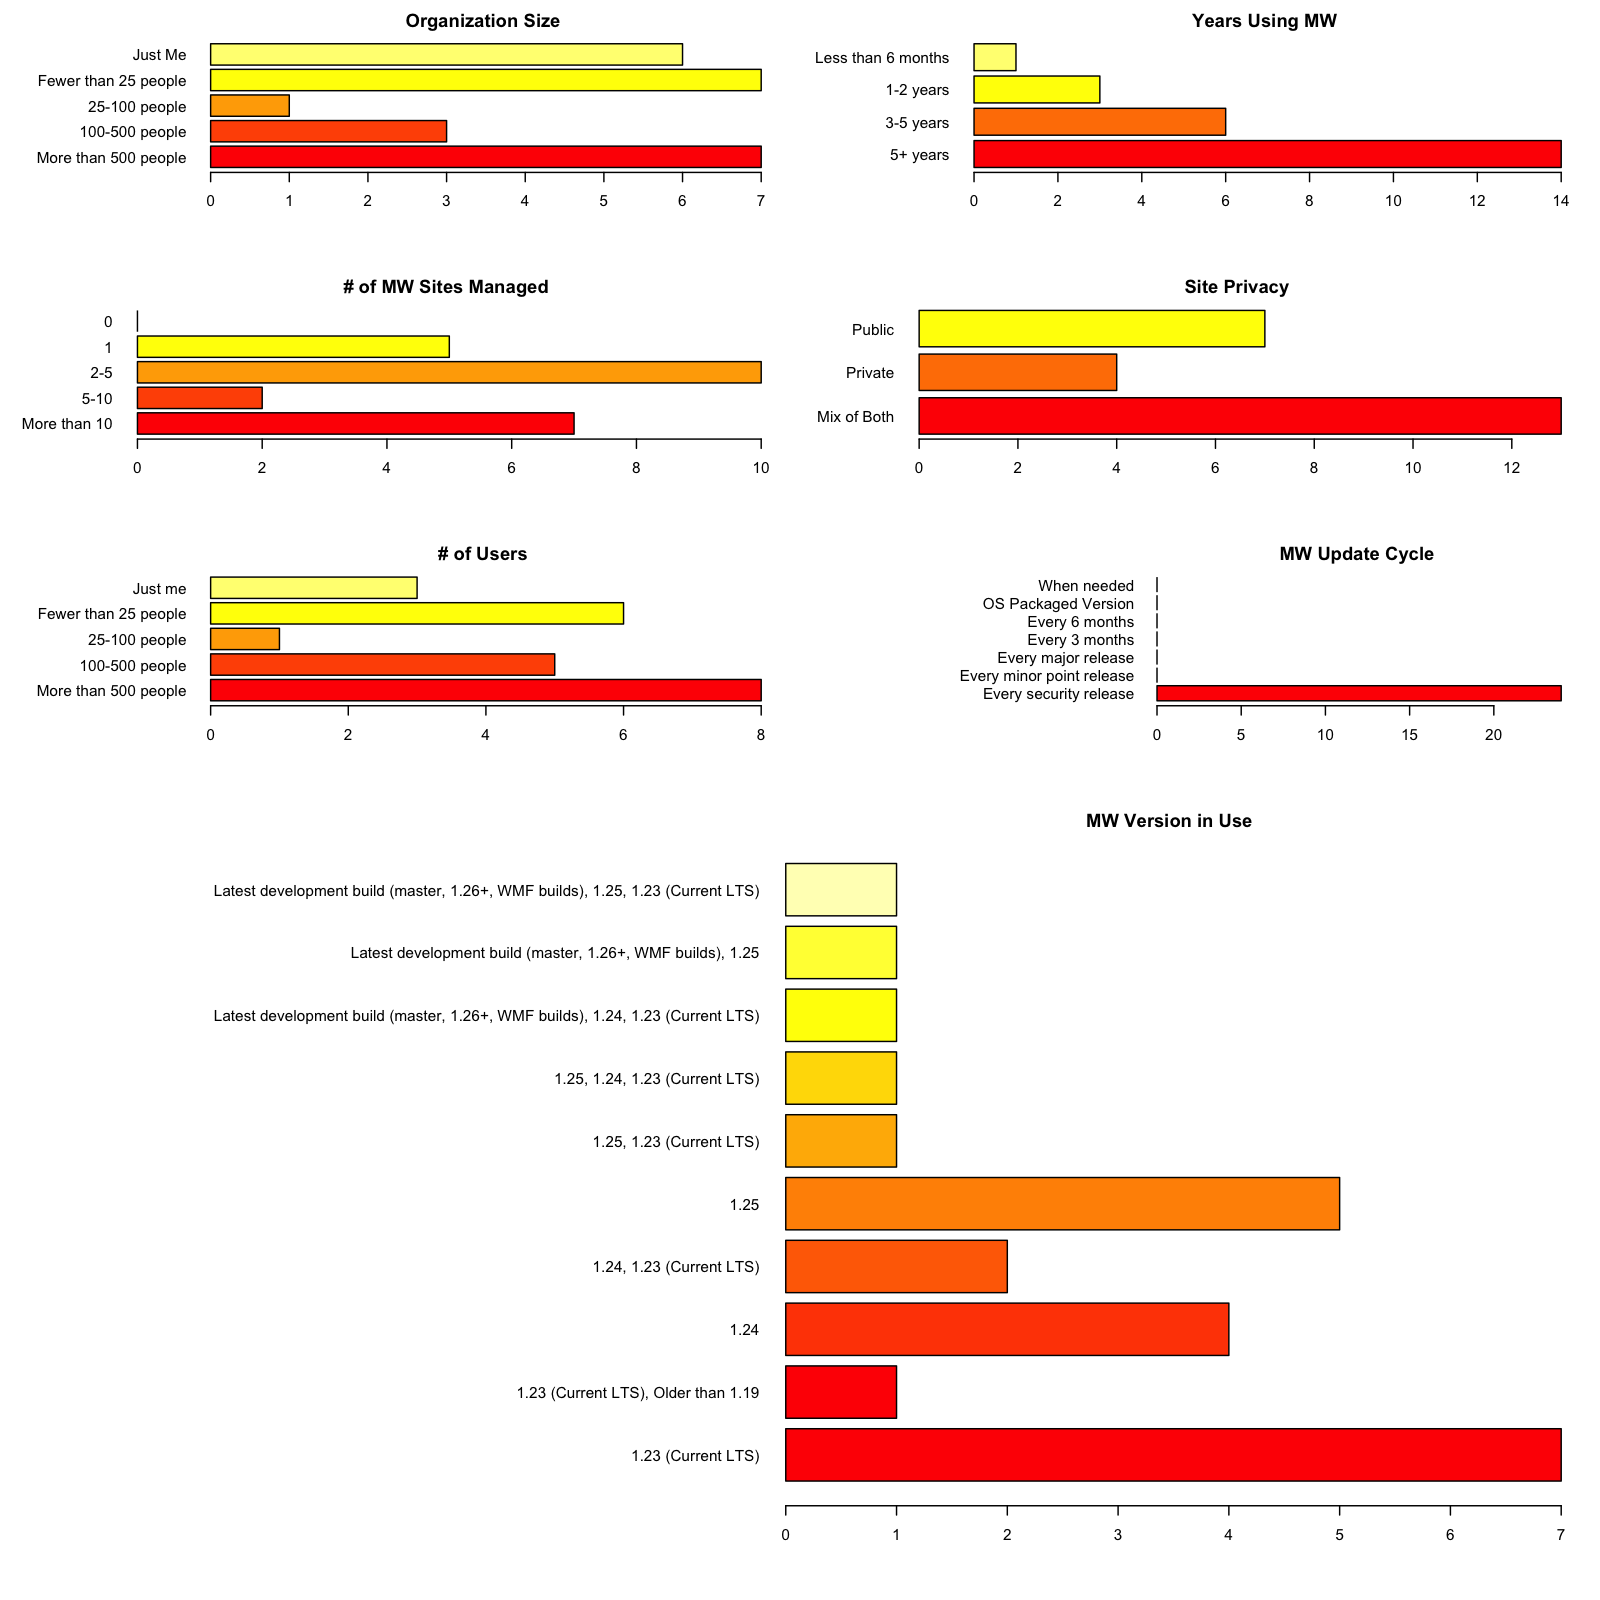 Organization Size
Just Me
Fewer than 25 people
25-100 people
100-500 people
More than 500 people
0 1 2 3 4 5 6 7
Years Using MW
Less than 6 months
1-2 years
3-5 years
5+ years
0 2 4 6 8 10 12 14
# of MW Sites Managed
0
1
2-5
5-10
More than 10
0 2 4 6 8 10
Site Privacy
Public
Private
Mix of Both
0 2 4 6 8 10 12
# of Users
Just me
Fewer than 25 people
25-100 people
100-500 people
More than 500 people
0 2 4 6 8
MW Update Cycle
When needed
OS Packaged Version
Every 6 months
Every 3 months
Every major release
Every minor point release
Every security release
0 5 10 15 20
MW Version in Use
Latest development build (master, 1.26+, WMF builds), 1.25, 1.23 (Current LTS)
Latest development build (master, 1.26+, WMF builds), 1.25
Latest development build (master, 1.26+, WMF builds), 1.24, 1.23 (Current LTS)
1.25, 1.24, 1.23 (Current LTS)
1.25, 1.23 (Current LTS)
1.25
1.24, 1.23 (Current LTS)
1.24
1.23 (Current LTS), Older than 1.19
1.23 (Current LTS)
0 1 2 3 4 5 6 7